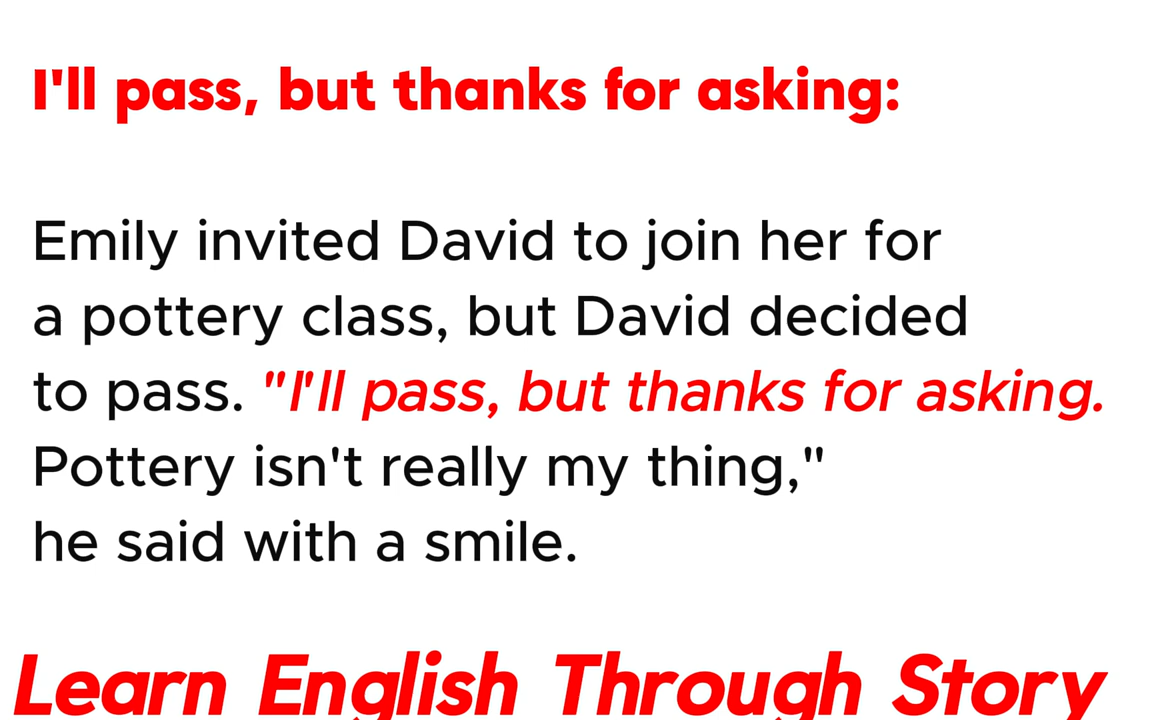 I'll pass, but thanks for asking:
Emily invited David to join her for
a pottery class, but David decided
to pass. "I'll pass, but thanks for asking.
Pottery isn't really my thing,"
he said with a smile.
Learn English Through Story